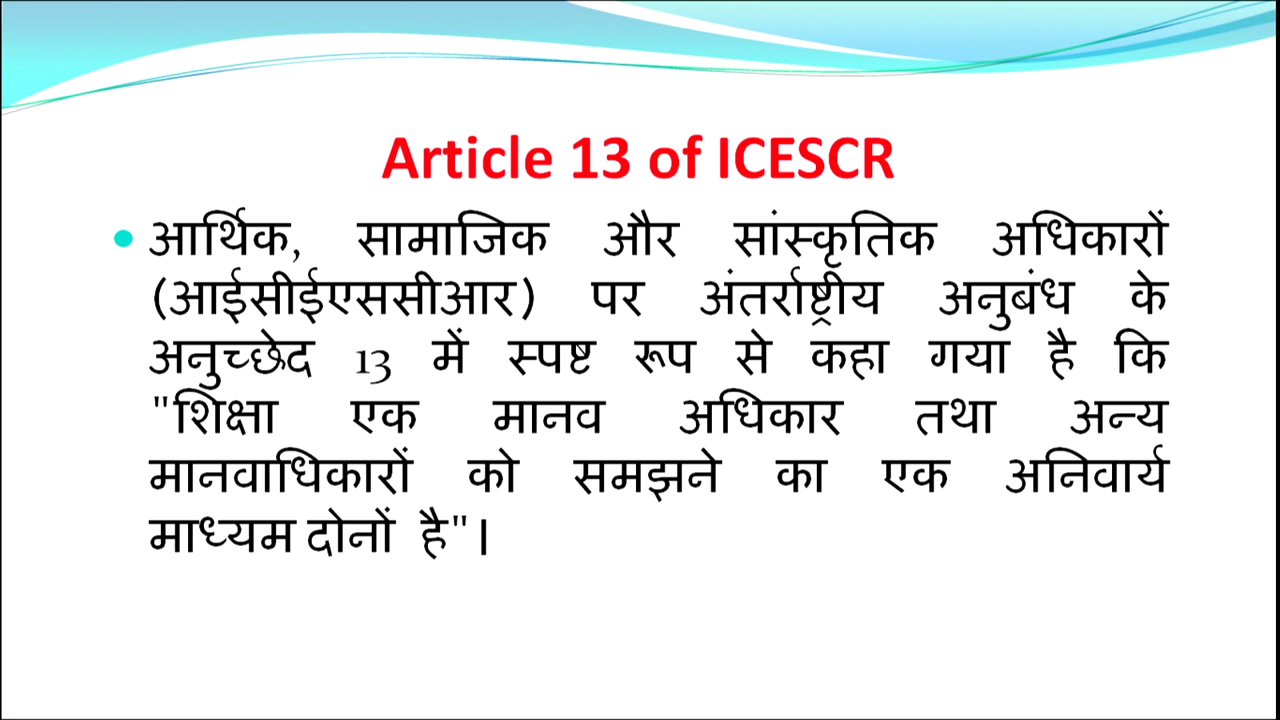 Article 13 of ICESCR
• आर्थिक, सामाजिक और सांस्कृतिक अधिकारों
(आईसीईएससीआर) पर अंतर्राष्ट्रीय अनुबंध के
अनुच्छेद 13 में स्पष्ट रूप से कहा गया है कि
"शिक्षा एक मानव अधिकार तथा अन्य
मानवाधिकारों को समझने का एक अनिवार्य
माध्यम दोनों है"।